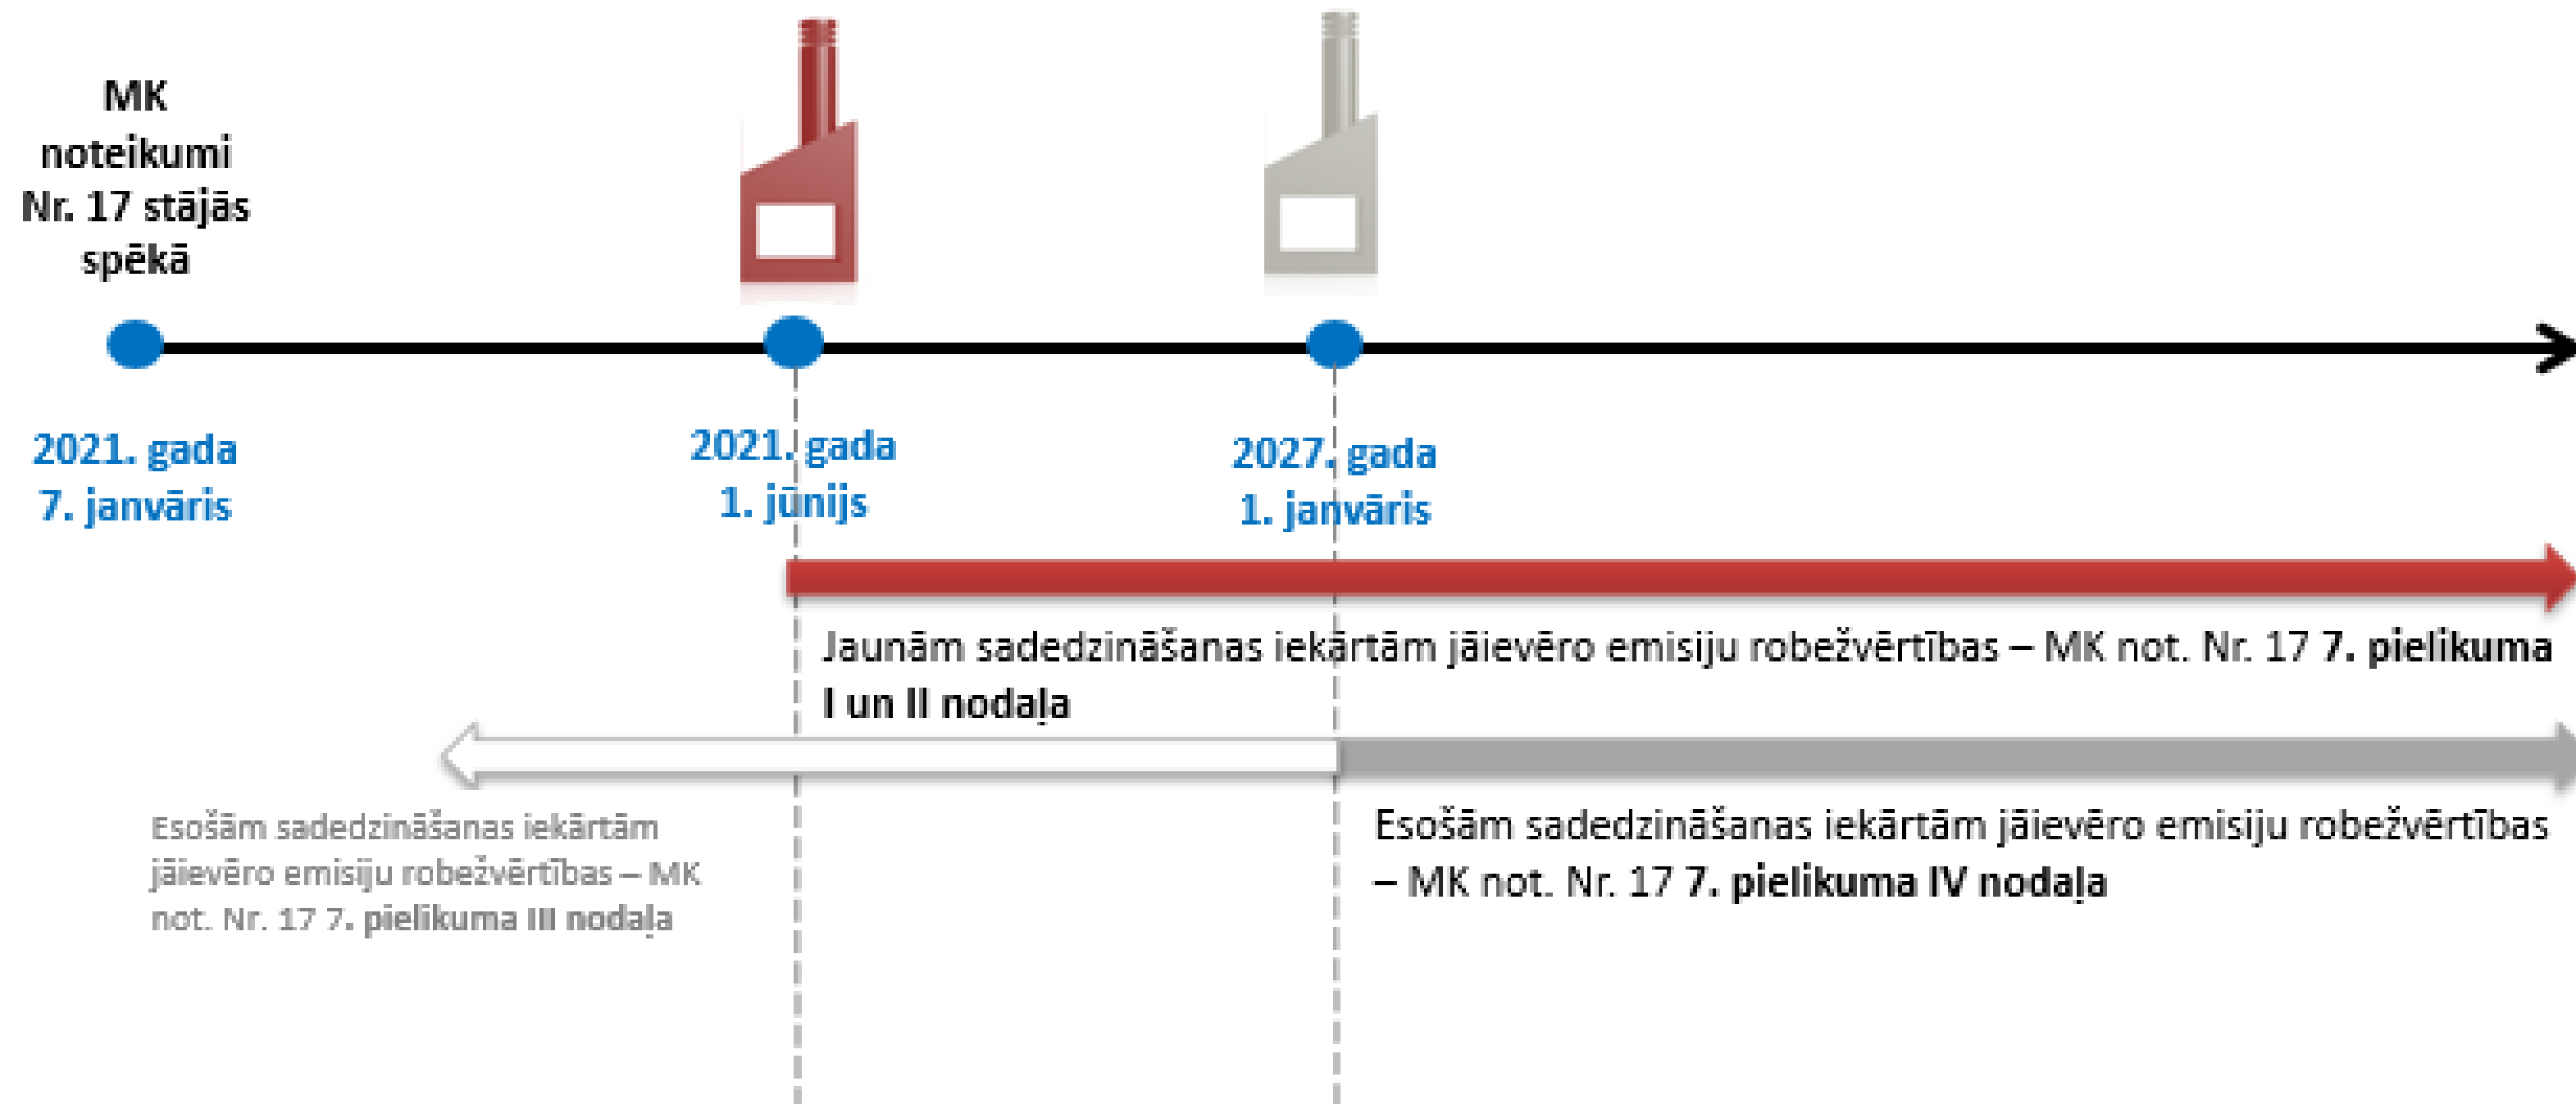 MK
noteikumi
Nr. 17 stājās
spēkā
2021. gada
7. janvāris
2021. gada
1. jūnijs
2027. gada
1. janvāris
Jaunām sadedzināšanas iekārtām jāievēro emisiju robežvērtības – MK not. Nr. 17 7. pielikuma
I un II nodaļa
Esošām sadedzināšanas iekārtām
jāievēro emisiju robežvērtības – MK
not. Nr. 17 7. pielikuma III nodaļa
Esošām sadedzināšanas iekārtām jāievēro emisiju robežvērtības
– MK not. Nr. 17 7. pielikuma IV nodaļa